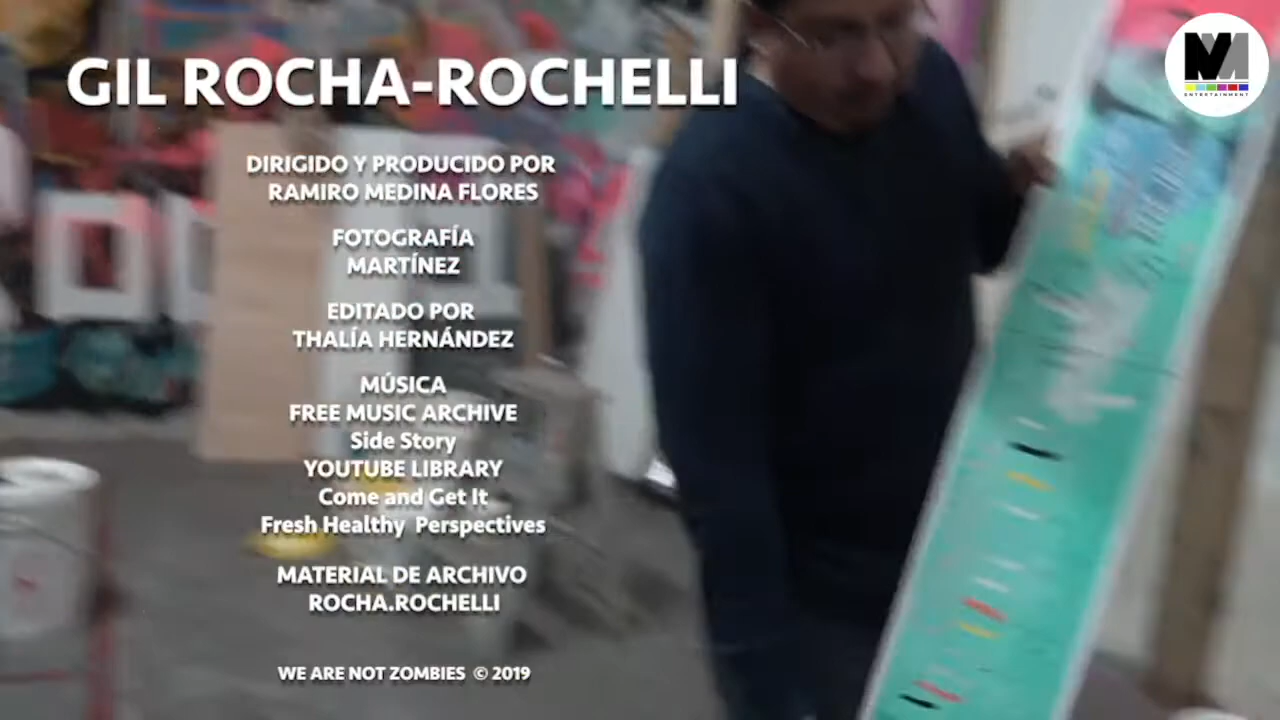 GIL ROCHA-ROCHELLI
DIRIGIDO Y PRODUCIDO POR
RAMIRO MEDINA FLORES
FOTOGRAFÍA
MARTÍNEZ
EDITADO POR
THALÍA HERNÁNDEZ
MÚSICA
FREE MUSIC ARCHIVE
Side Story
YOUTUBE LIBRARY
Come and Get It
Fresh Healthy Perspectives
MATERIAL DE ARCHIVO
ROCHA.ROCHELLI
WE ARE NOT ZOMBIES © 2019
ENTERTAINMENT